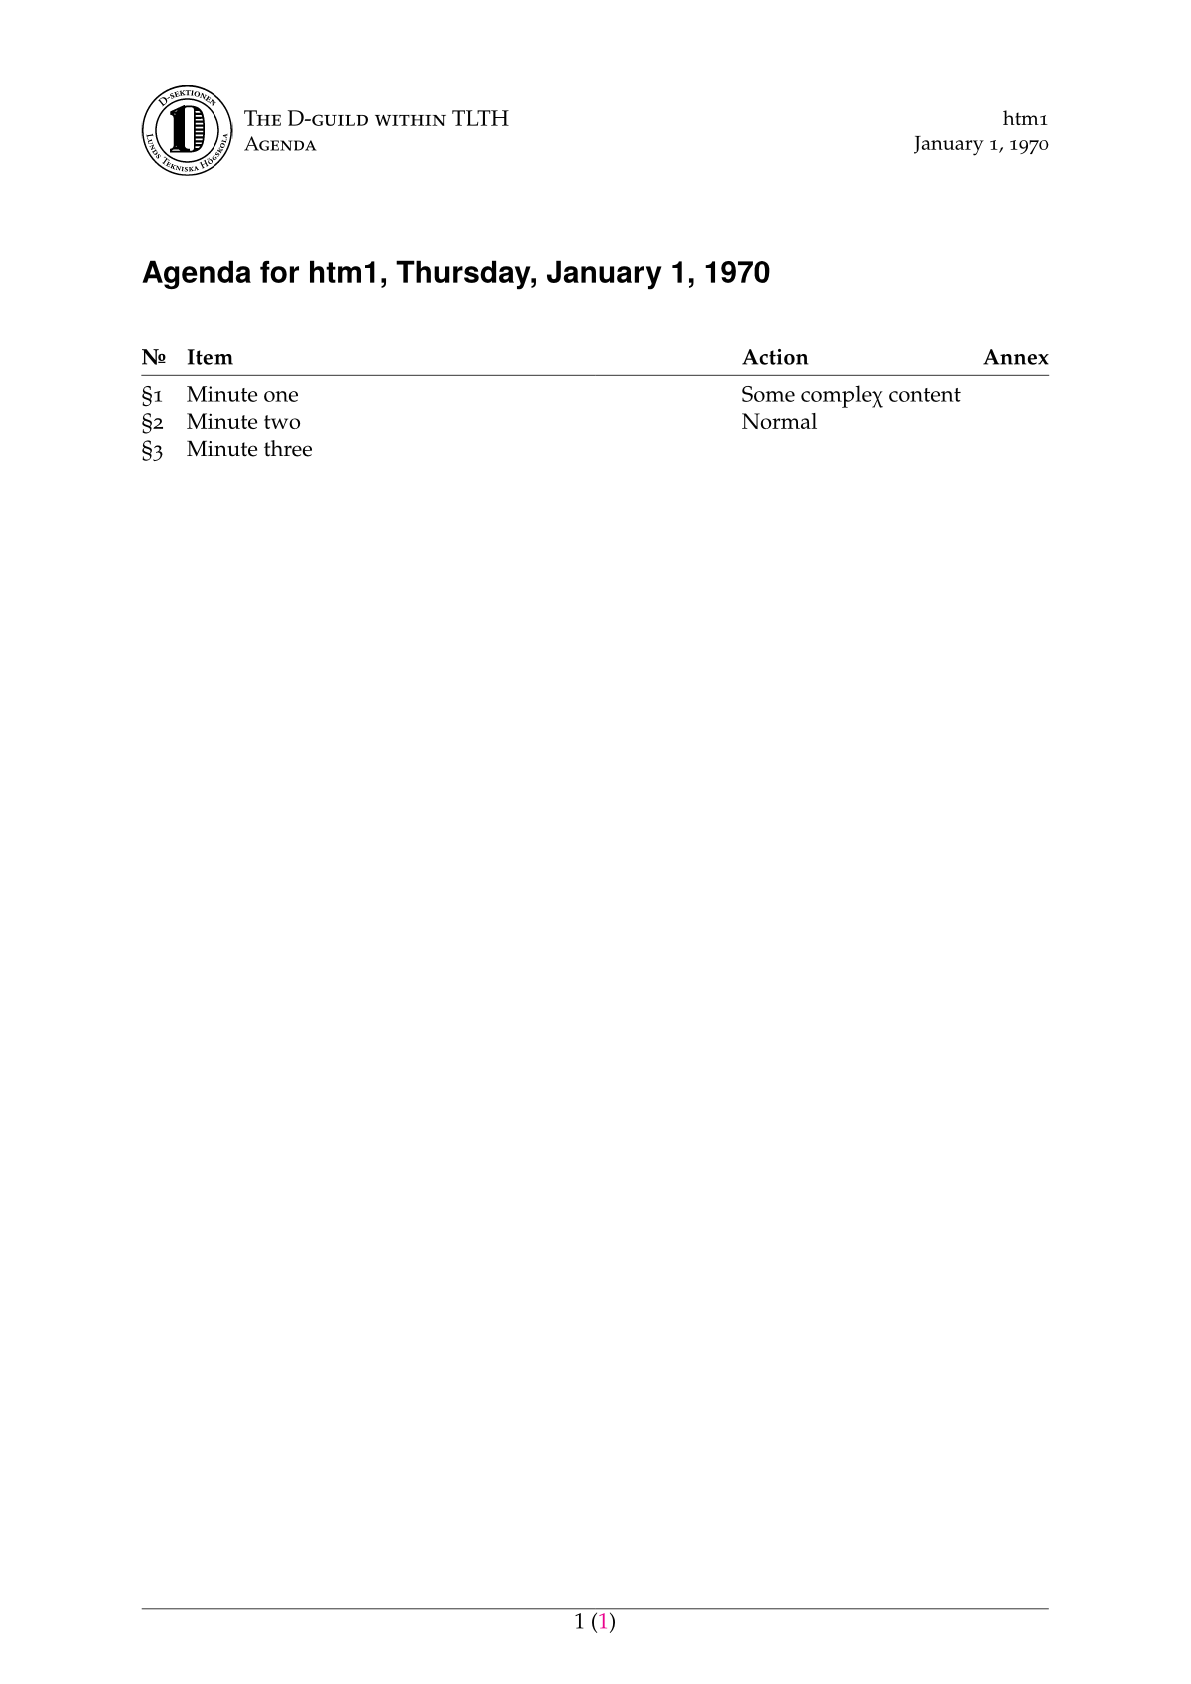 D-sektionen
Lunds Tekniska Högskola
D
The D-guild within TLTH
Agenda
htm1
January 1, 1970
Agenda for htm1, Thursday, January 1, 1970
№ Item Action Annex
§1 Minute one Some compleχ content
§2 Minute two Normal
§3 Minute three
1 (1)